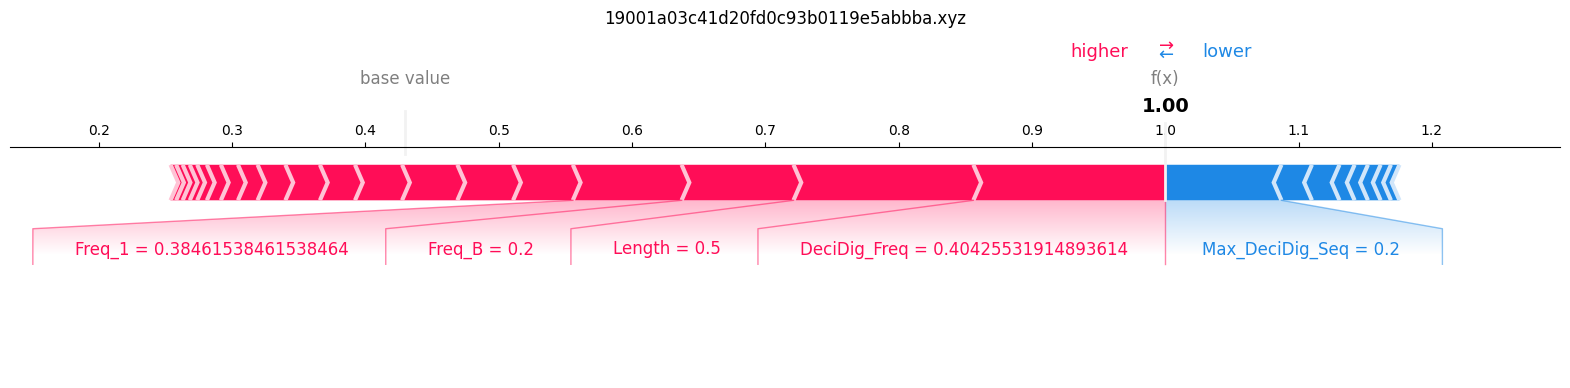 19001a03c41d20fd0c93b0119e5abbba.xyz
higher ⇄ lower
base value f(x)
1.00
0.2 0.3 0.4 0.5 0.6 0.7 0.8 0.9 1.0 1.1 1.2
Freq_1 = 0.38461538461538464 Freq_B = 0.2 Length = 0.5 DeciDig_Freq = 0.40425531914893614 Max_DeciDig_Seq = 0.2